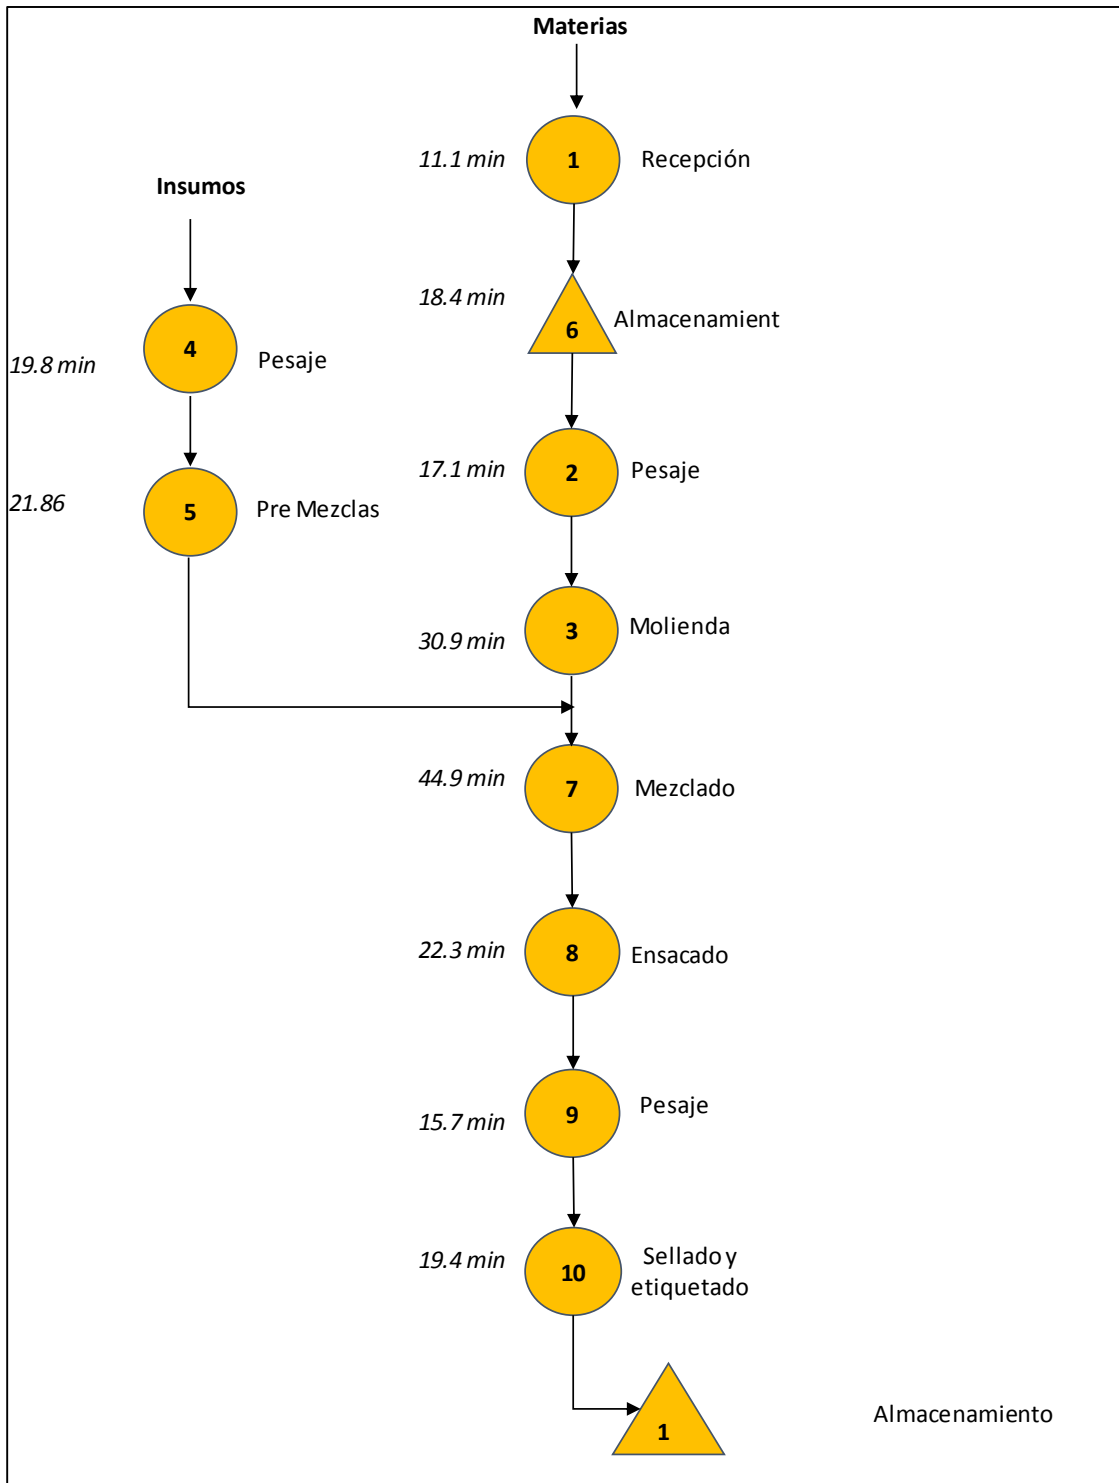 Materias
11.1 min
1
Recepción
Insumos
18.4 min
6
Almacenamient
19.8 min
4
Pesaje
17.1 min
2
Pesaje
21.86
5
Pre Mezclas
30.9 min
3
Molienda
44.9 min
7
Mezclado
22.3 min
8
Ensacado
15.7 min
9
Pesaje
19.4 min
10
Sellado y
etiquetado
1
Almacenamiento